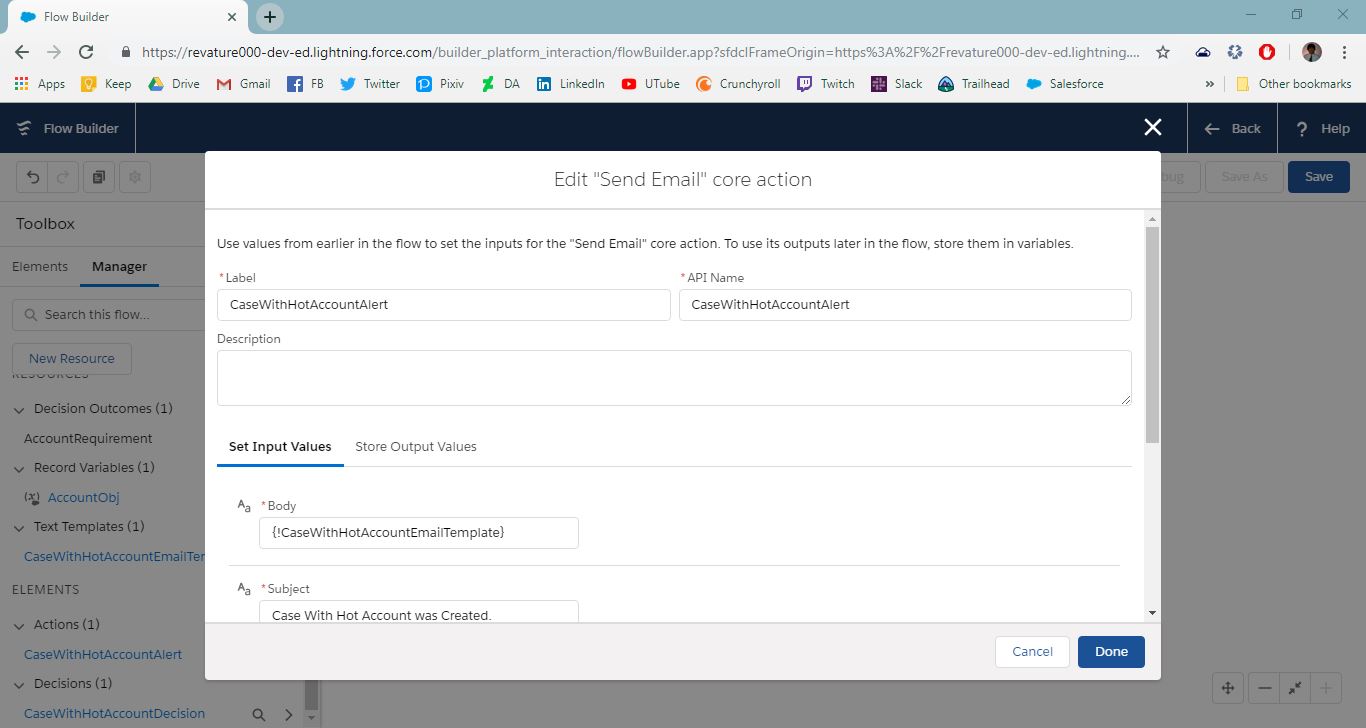 Flow Builder
https://revature000-dev-ed.lightning.force.com/builder_platform_interaction/flowBuilder.app?sfdcIFrameOrigin=https%3A%2F%2Frevature000-dev-ed.lightning....
Apps Keep Drive Gmail FB Twitter Pixiv DA LinkedIn UTube Crunchyroll Twitch Slack Trailhead Salesforce » Other bookmarks
Flow Builder Back ? Help
Save As Save
Edit "Send Email" core action
Toolbox
Elements Manager
Search this flow...
New Resource
RESOURCES
Decision Outcomes (1)
AccountRequirement
Record Variables (1)
AccountObj
Text Templates (1)
CaseWithHotAccountEmailTer
ELEMENTS
Actions (1)
CaseWithHotAccountAlert
Decisions (1)
CaseWithHotAccountDecision
Use values from earlier in the flow to set the inputs for the "Send Email" core action. To use its outputs later in the flow, store them in variables.
*Label *API Name
CaseWithHotAccountAlert CaseWithHotAccountAlert
Description
Set Input Values Store Output Values
Aa *Body
{!CaseWithHotAccountEmailTemplate}
Aa *Subject
Case With Hot Account was Created.
Cancel Done